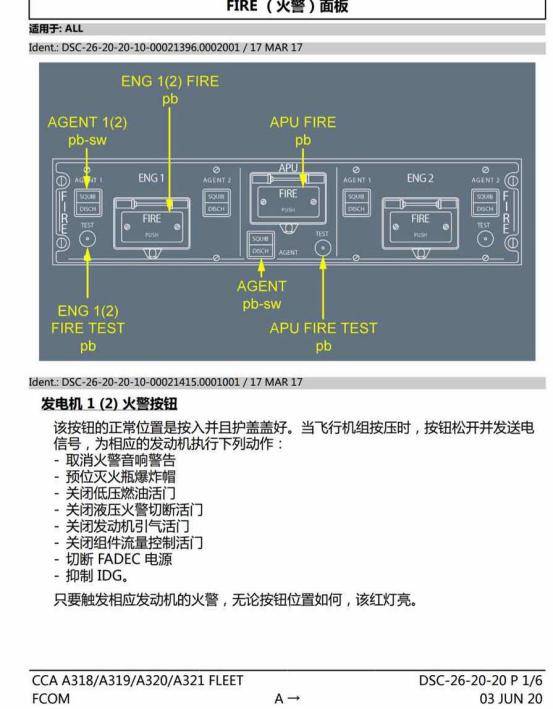 FIRE （火警）面板
适用于: ALL
Ident.: DSC-26-20-20-10-00021396.0002001 / 17 MAR 17
ENG 1(2) FIRE
pb
AGENT 1(2)
pb-sw
APU FIRE
pb
APU
AGENT 1
ENG 1
AGENT 2
AGENT 1
ENG 2
AGENT 2
FIRE
SQUIB
DISCH
FIRE
PUSH
SQUIB
DISCH
FIRE
PUSH
SQUIB
DISCH
FIRE
PUSH
SQUIB
DISCH
FIRE
TEST
SQUIB
DISCH
AGENT
TEST
TEST
AGENT
pb-sw
ENG 1(2)
FIRE TEST
pb
APU FIRE TEST
pb
Ident.: DSC-26-20-20-10-00021415.0001001 / 17 MAR 17
发电机 1 (2) 火警按钮
该按钮的正常位置是按入并且护盖盖好。当飞行机组按压时，按钮松开并发送电
信号，为相应的发动机执行下列动作：
- 取消火警音响警告
- 预位灭火瓶爆炸帽
- 关闭低压燃油活门
- 关闭液压火警切断活门
- 关闭发动机引气活门
- 关闭组件流量控制活门
- 切断 FADEC 电源
- 抑制 IDG。
只要触发相应发动机的火警，无论按钮位置如何，该红灯亮。
CCA A318/A319/A320/A321 FLEET
DSC-26-20-20 P 1/6
FCOM
A →
03 JUN 20